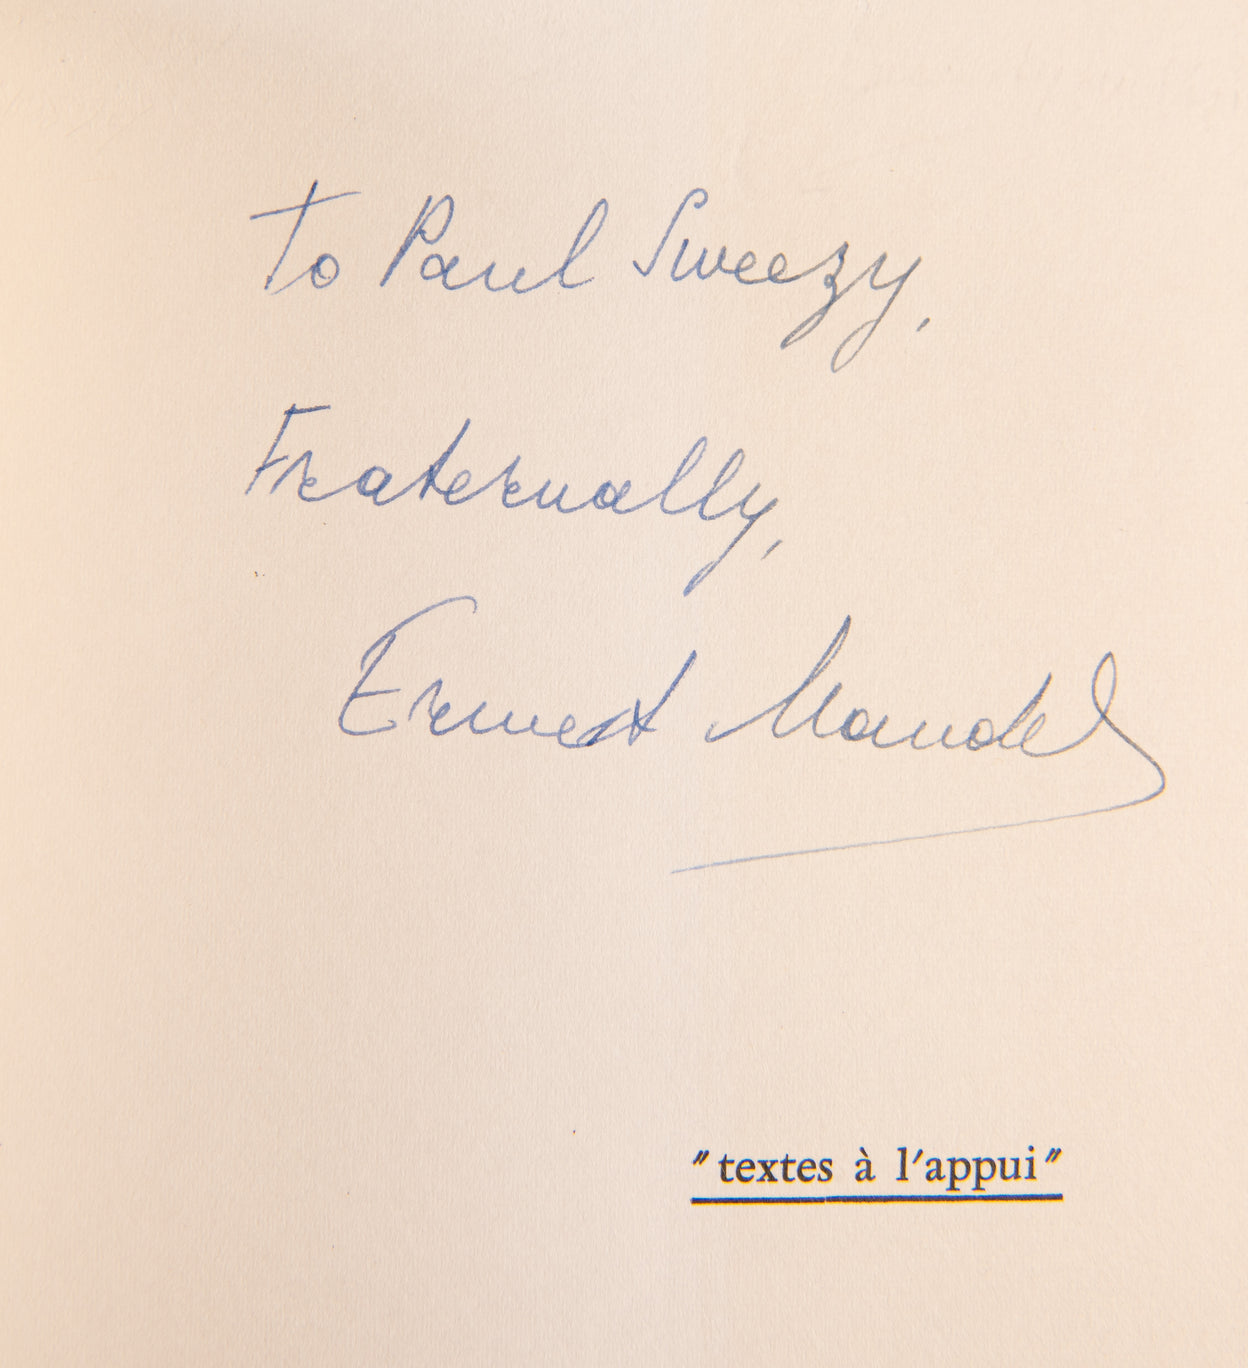 To Paul Sweezy,
Fraternally,
Ernest Mandel
"textes à l'appui"